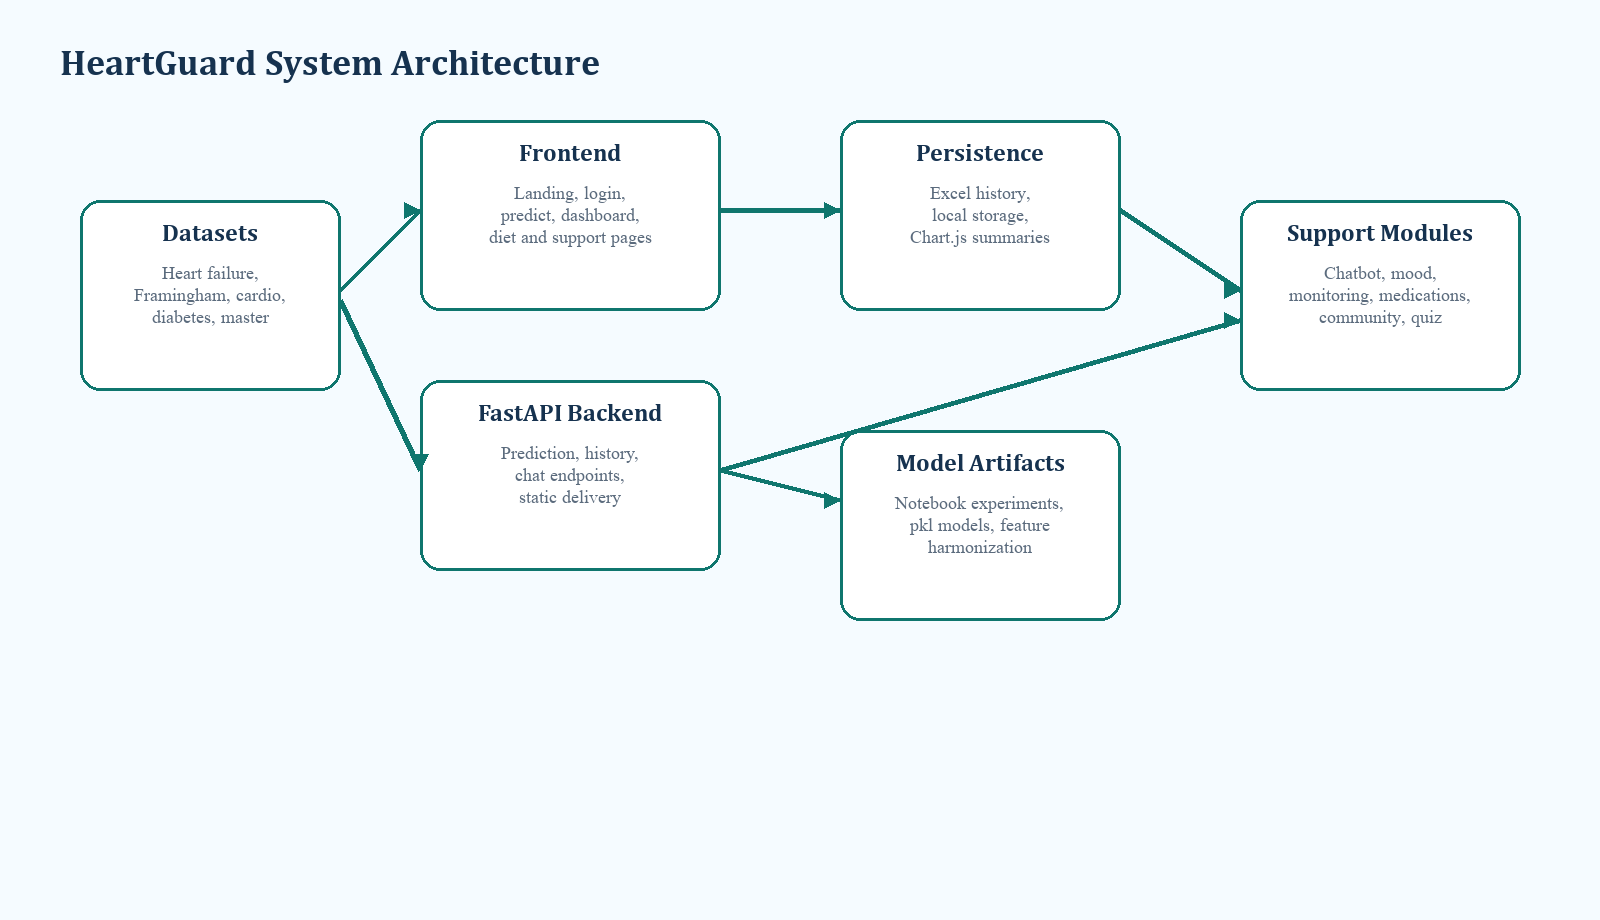 HeartGuard System Architecture
Datasets
Heart failure,
Framingham, cardio,
diabetes, master
Frontend
Landing, login,
predict, dashboard,
diet and support pages
Persistence
Excel history,
local storage,
Chart.js summaries
Support Modules
Chatbot, mood,
monitoring, medications,
community, quiz
FastAPI Backend
Prediction, history,
chat endpoints,
static delivery
Model Artifacts
Notebook experiments,
pkl models, feature
harmonization